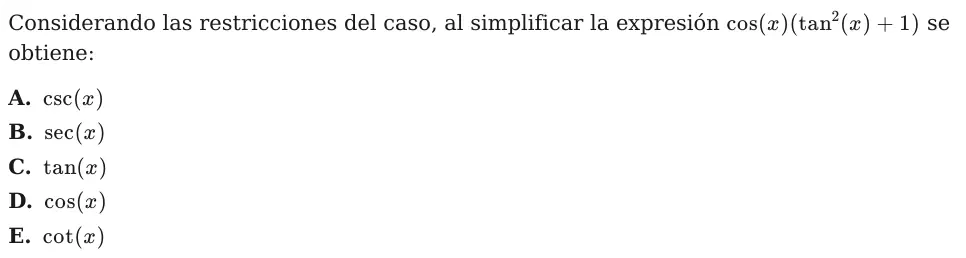 Considerando las restricciones del caso, al simplificar la expresión cos(x)(tan²(x) + 1) se
obtiene:
A. csc(x)
B. sec(x)
C. tan(x)
D. cos(x)
E. cot(x)